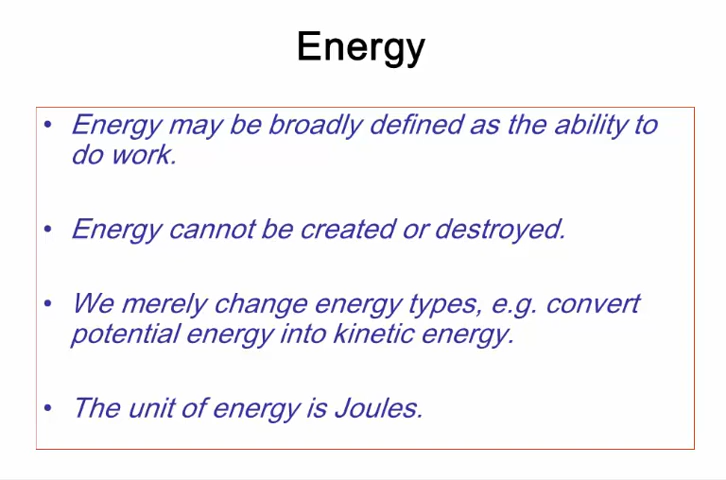 Energy
• Energy may be broadly defined as the ability to
do work.
• Energy cannot be created or destroyed.
• We merely change energy types, e.g. convert
potential energy into kinetic energy.
• The unit of energy is Joules.